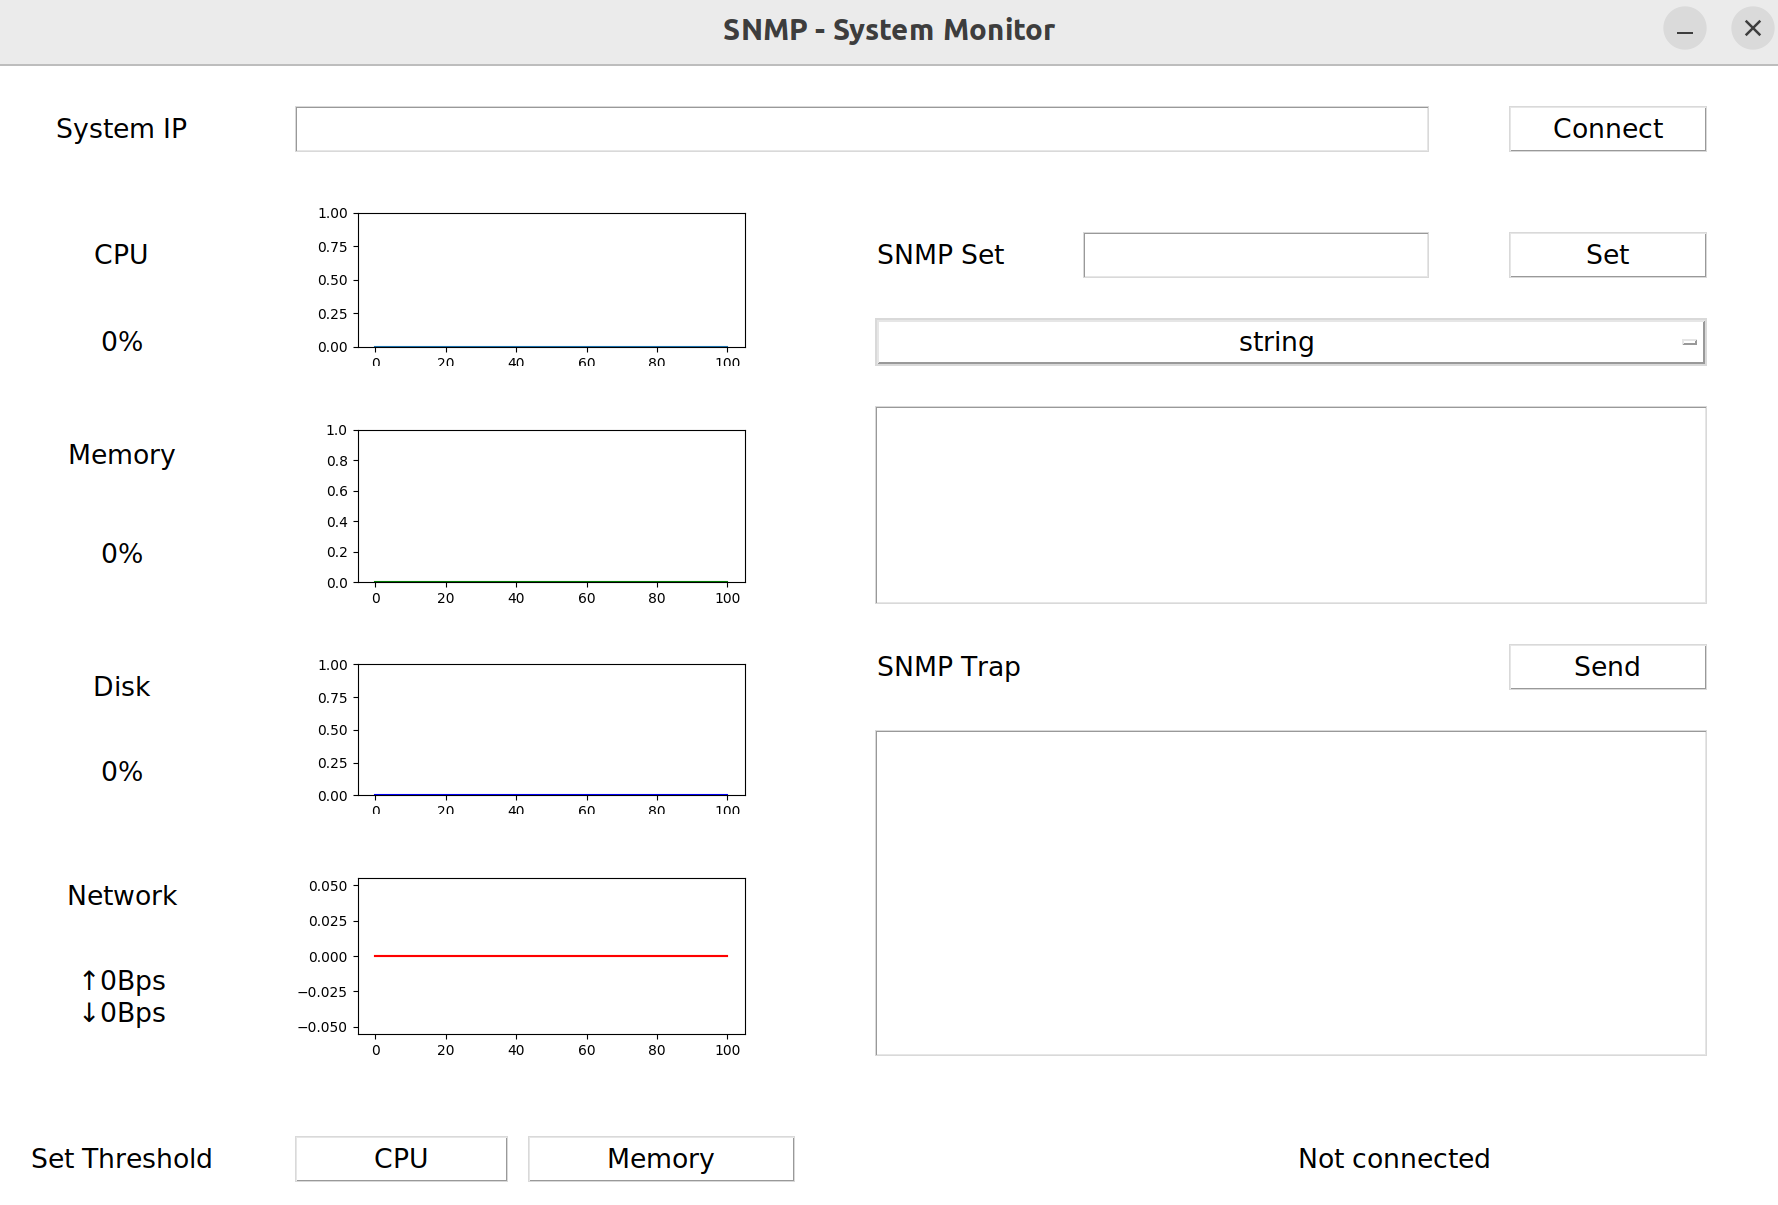 SNMP - System Monitor
System IP
Connect
CPU
0%
1.00
0.75
0.50
0.25
0.00
0 20 40 60 80 100
SNMP Set
Set
string
Memory
0%
1.0
0.8
0.6
0.4
0.2
0.0
0 20 40 60 80 100
Disk
0%
1.00
0.75
0.50
0.25
0.00
0 20 40 60 80 100
SNMP Trap
Send
Network
↑0Bps
↓0Bps
0.050
0.025
0.000
−0.025
−0.050
0 20 40 60 80 100
Set Threshold
CPU
Memory
Not connected